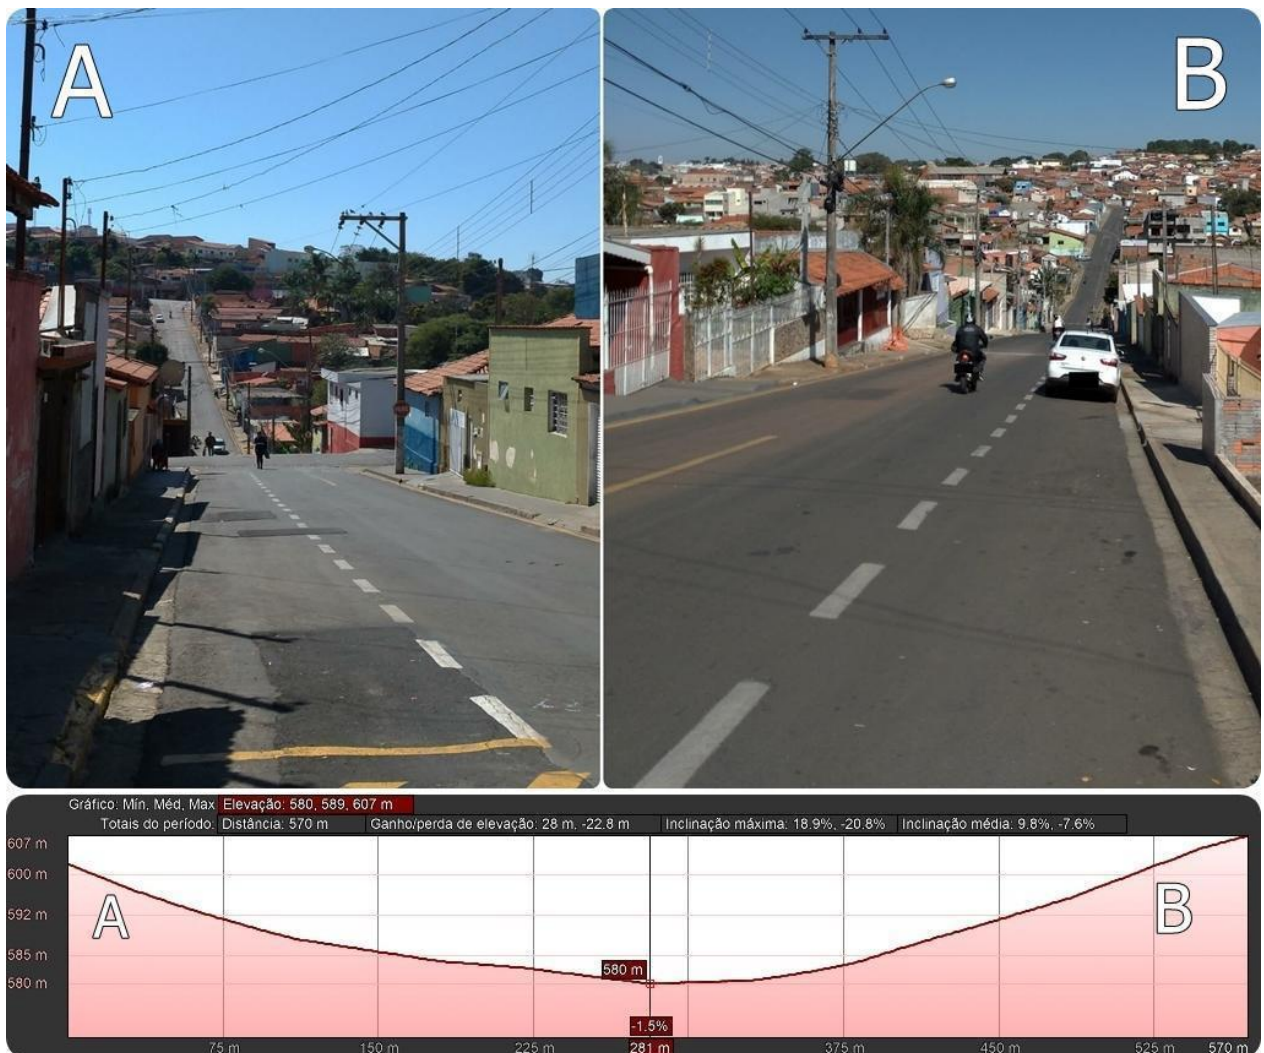 A
B
Gráfico: Mín, Méd, Max Elevação: 580, 589, 607 m
Totais do período: Distância: 570 m Ganho/perda de elevação: 28 m, -22.8 m Inclinação máxima: 18.9%, -20.8% Inclinação média: 9.8%, -7.6%
607 m
600 m
592 m
585 m
580 m
A
B
580 m
-1.5%
75 m 150 m 225 m 281 m 375 m 450 m 525 m 570 m